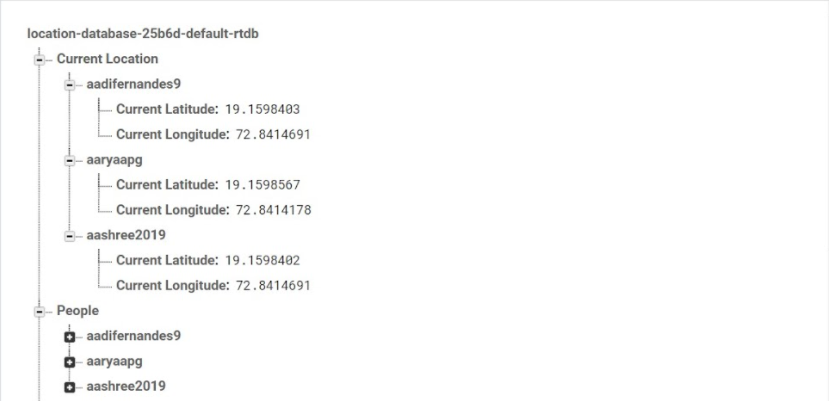 location-database-25b6d-default-rtdb
Current Location
aadifernandes9
Current Latitude: 19.1598403
Current Longitude: 72.8414691
aaryaapg
Current Latitude: 19.1598567
Current Longitude: 72.8414178
aashree2019
Current Latitude: 19.1598402
Current Longitude: 72.8414691
People
aadifernandes9
aaryaapg
aashree2019